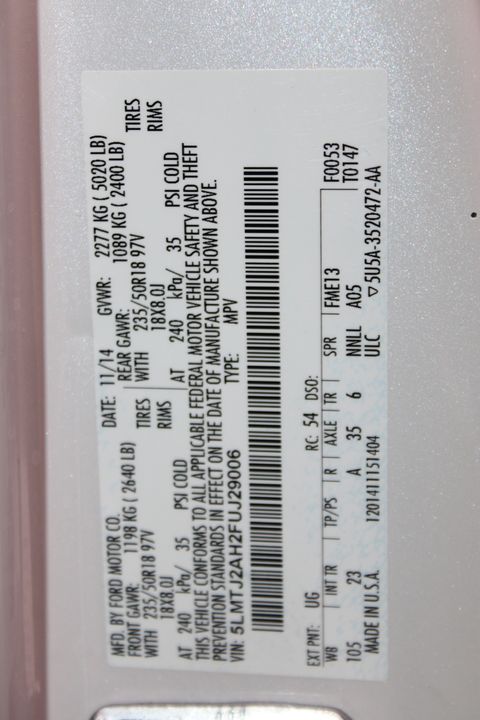 MFD. BY FORD MOTOR CO.
DATE: 11/14 GVWR: 2277 KG ( 5020 LB)
FRONT GAWR: 1198 KG ( 2640 LB)
REAR GAWR: 1089 KG ( 2400 LB)
WITH 235/50R18 97V TIRES
WITH 235/50R18 97V TIRES
18X8.0J RIMS
18X8.0J RIMS
AT 240 kPa/ 35 PSI COLD
AT 240 kPa/ 35 PSI COLD
THIS VEHICLE CONFORMS TO ALL APPLICABLE FEDERAL MOTOR VEHICLE SAFETY AND THEFT
PREVENTION STANDARDS IN EFFECT ON THE DATE OF MANUFACTURE SHOWN ABOVE.
VIN: 5LMTJ2AH2FUJ29006 TYPE: MPV
EXT PNT: UG RC: 54 DSO: F0053
WB INT TR TP/PS R AXLE TR SPR FME13 T0147
105 23 A 35 6 NNLL A05
MADE IN U.S.A. 1201411151404 ULC ▽5U5A-3520472-AA